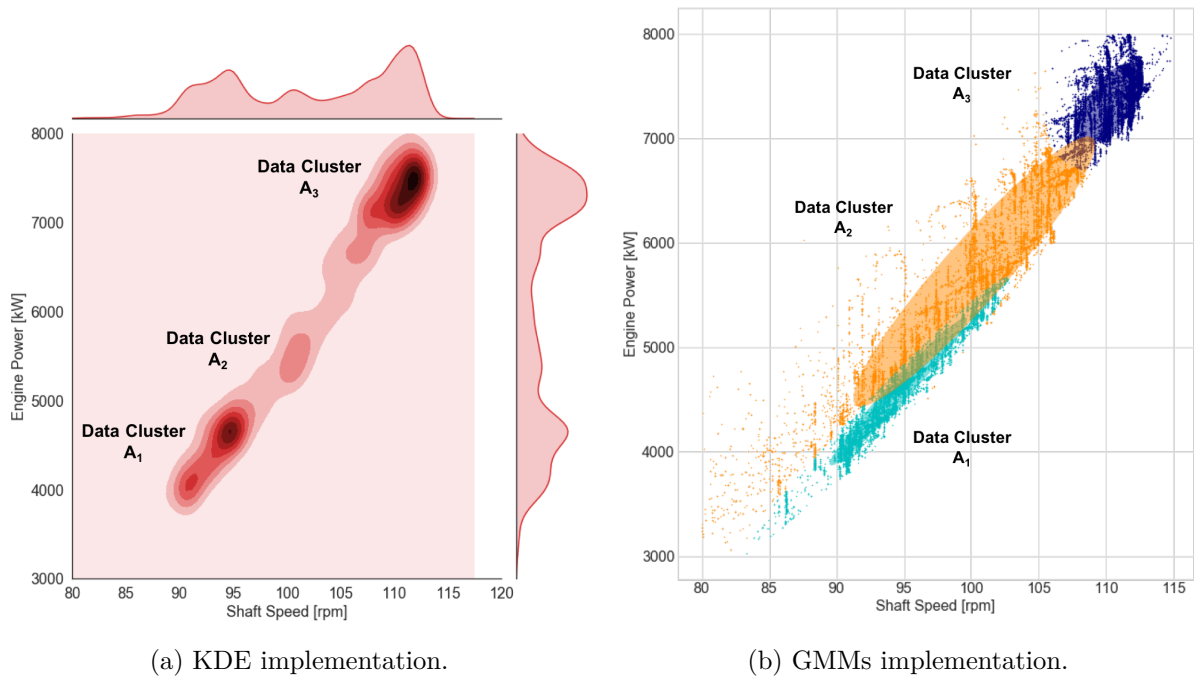 8000
7000
6000
5000
4000
3000
Engine Power [kW]
Data Cluster
A3
Data Cluster
A2
Data Cluster
A1
80 85 90 95 100 105 110 115 120
Shaft Speed [rpm]
(a) KDE implementation.
8000
7000
6000
5000
4000
3000
Engine Power [kW]
Data Cluster
A3
Data Cluster
A2
Data Cluster
A1
80 85 90 95 100 105 110 115
Shaft Speed [rpm]
(b) GMMs implementation.